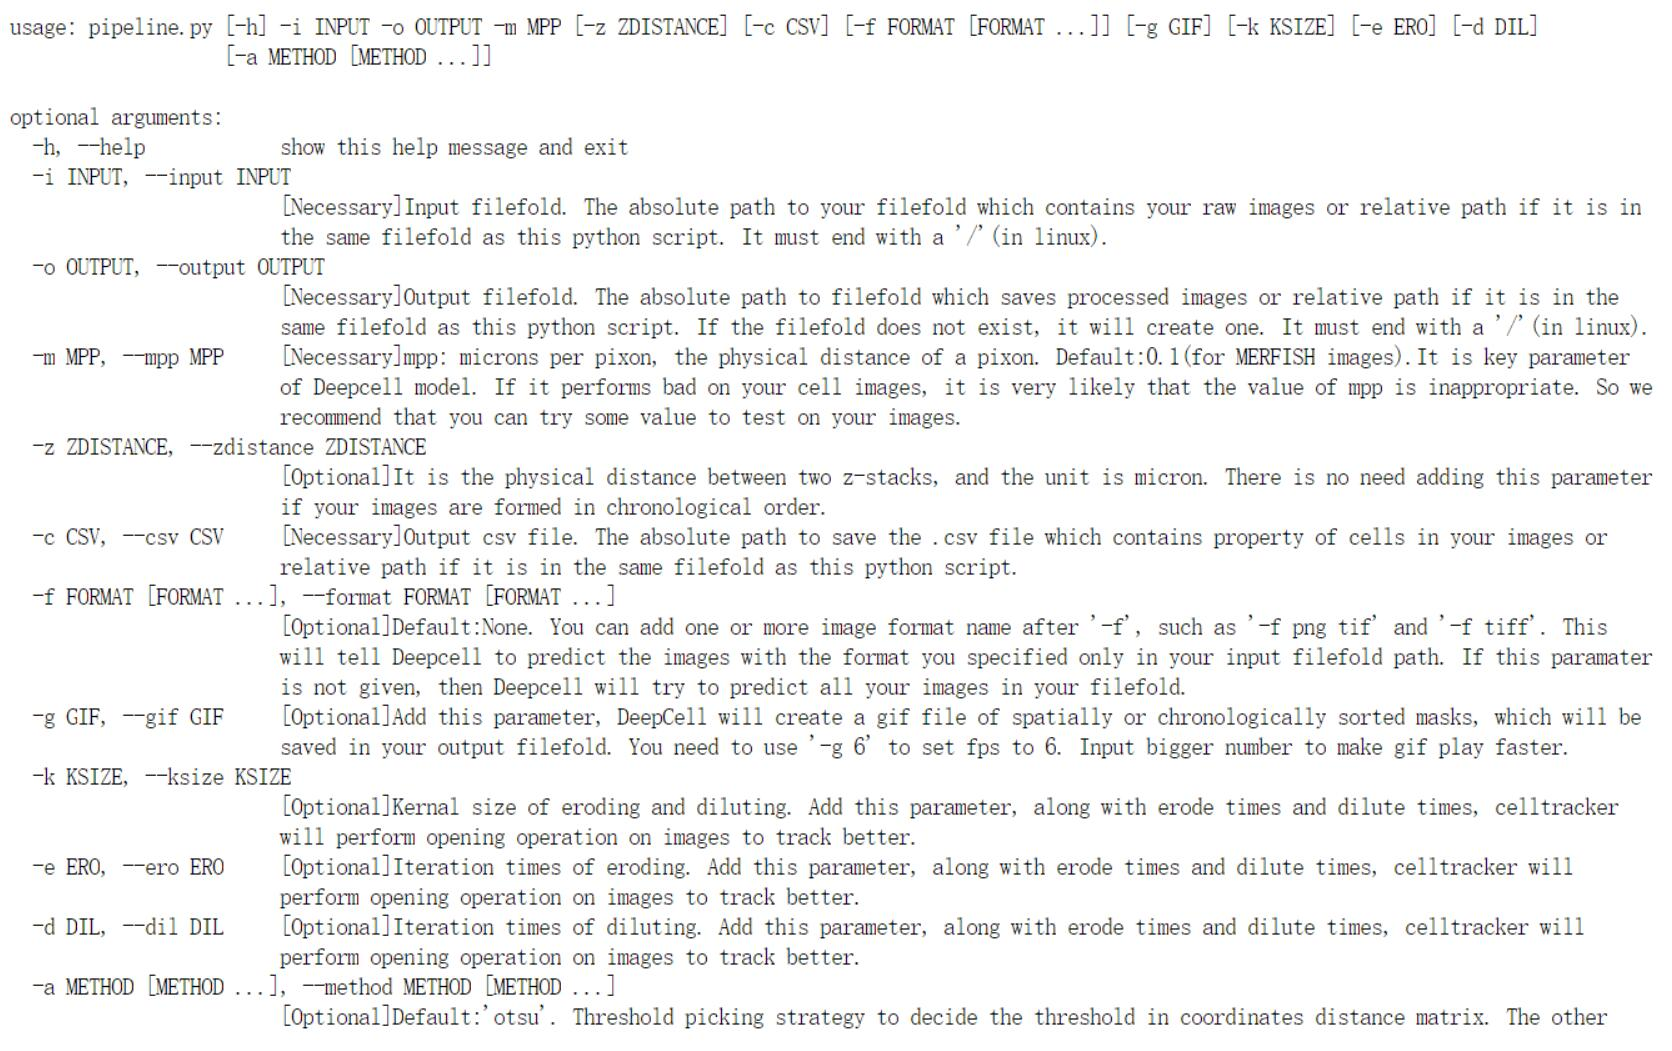 usage: pipeline.py [-h] -i INPUT -o OUTPUT -m MPP [-z ZDISTANCE] [-c CSV] [-f FORMAT [FORMAT ...]] [-g GIF] [-k KSIZE] [-e ERO] [-d DIL]
[-a METHOD [METHOD ...]]
optional arguments:
-h, --help show this help message and exit
-i INPUT, --input INPUT
[Necessary]Input filefold. The absolute path to your filefold which contains your raw images or relative path if it is in
the same filefold as this python script. It must end with a '/'(in linux).
-o OUTPUT, --output OUTPUT
[Necessary]Output filefold. The absolute path to filefold which saves processed images or relative path if it is in the
same filefold as this python script. If the filefold does not exist, it will create one. It must end with a '/'(in linux).
-m MPP, --mpp MPP [Necessary]mpp: microns per pixon, the physical distance of a pixon. Default:0.1(for MERFISH images).It is key parameter
of Deepcell model. If it performs bad on your cell images, it is very likely that the value of mpp is inappropriate. So we
recommend that you can try some value to test on your images.
-z ZDISTANCE, --zdistance ZDISTANCE
[Optional]It is the physical distance between two z-stacks, and the unit is micron. There is no need adding this parameter
if your images are formed in chronological order.
-c CSV, --csv CSV [Necessary]Output csv file. The absolute path to save the .csv file which contains property of cells in your images or
relative path if it is in the same filefold as this python script.
-f FORMAT [FORMAT ...], --format FORMAT [FORMAT ...]
[Optional]Default:None. You can add one or more image format name after '-f', such as '-f png tif' and '-f tiff'. This
will tell Deepcell to predict the images with the format you specified only in your input filefold path. If this paramater
is not given, then Deepcell will try to predict all your images in your filefold.
-g GIF, --gif GIF [Optional]Add this parameter, DeepCell will create a gif file of spatially or chronologically sorted masks, which will be
saved in your output filefold. You need to use '-g 6' to set fps to 6. Input bigger number to make gif play faster.
-k KSIZE, --ksize KSIZE
[Optional]Kernal size of eroding and diluting. Add this parameter, along with erode times and dilute times, celltracker
will perform opening operation on images to track better.
-e ERO, --ero ERO [Optional]Iteration times of eroding. Add this parameter, along with erode times and dilute times, celltracker will
perform opening operation on images to track better.
-d DIL, --dil DIL [Optional]Iteration times of diluting. Add this parameter, along with erode times and dilute times, celltracker will
perform opening operation on images to track better.
-a METHOD [METHOD ...], --method METHOD [METHOD ...]
[Optional]Default:'otsu'. Threshold picking strategy to decide the threshold in coordinates distance matrix. The other